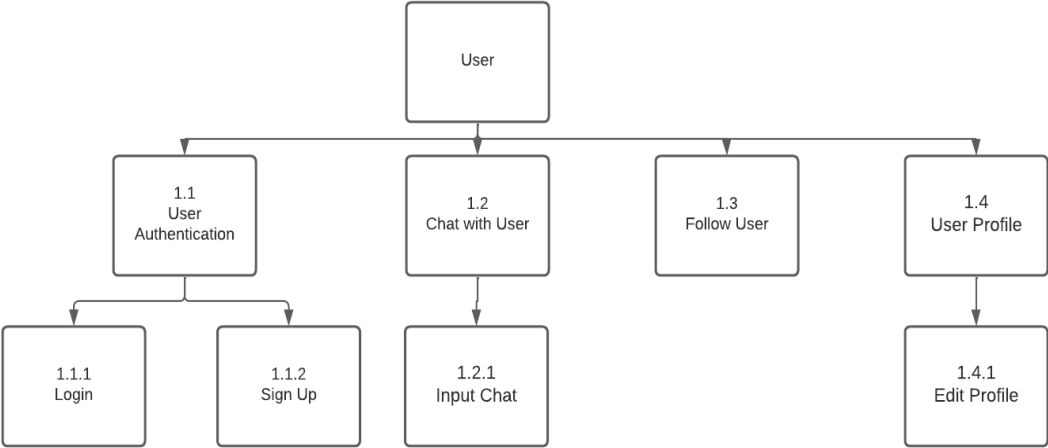 User
1.1
User
Authentication
1.2
Chat with User
1.3
Follow User
1.4
User Profile
1.1.1
Login
1.1.2
Sign Up
1.2.1
Input Chat
1.4.1
Edit Profile